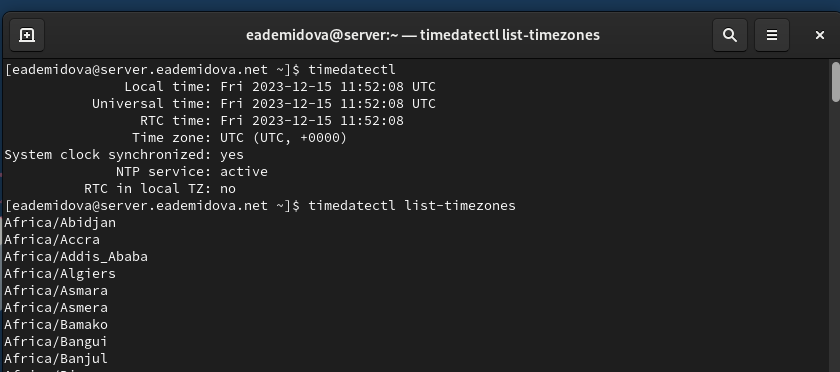 eademidova@server:~ — timedatectl list-timezones
[eademidova@server.eademidova.net ~]$ timedatectl
Local time: Fri 2023-12-15 11:52:08 UTC
Universal time: Fri 2023-12-15 11:52:08 UTC
RTC time: Fri 2023-12-15 11:52:08
Time zone: UTC (UTC, +0000)
System clock synchronized: yes
NTP service: active
RTC in local TZ: no
[eademidova@server.eademidova.net ~]$ timedatectl list-timezones
Africa/Abidjan
Africa/Accra
Africa/Addis_Ababa
Africa/Algiers
Africa/Asmara
Africa/Asmera
Africa/Bamako
Africa/Bangui
Africa/Banjul